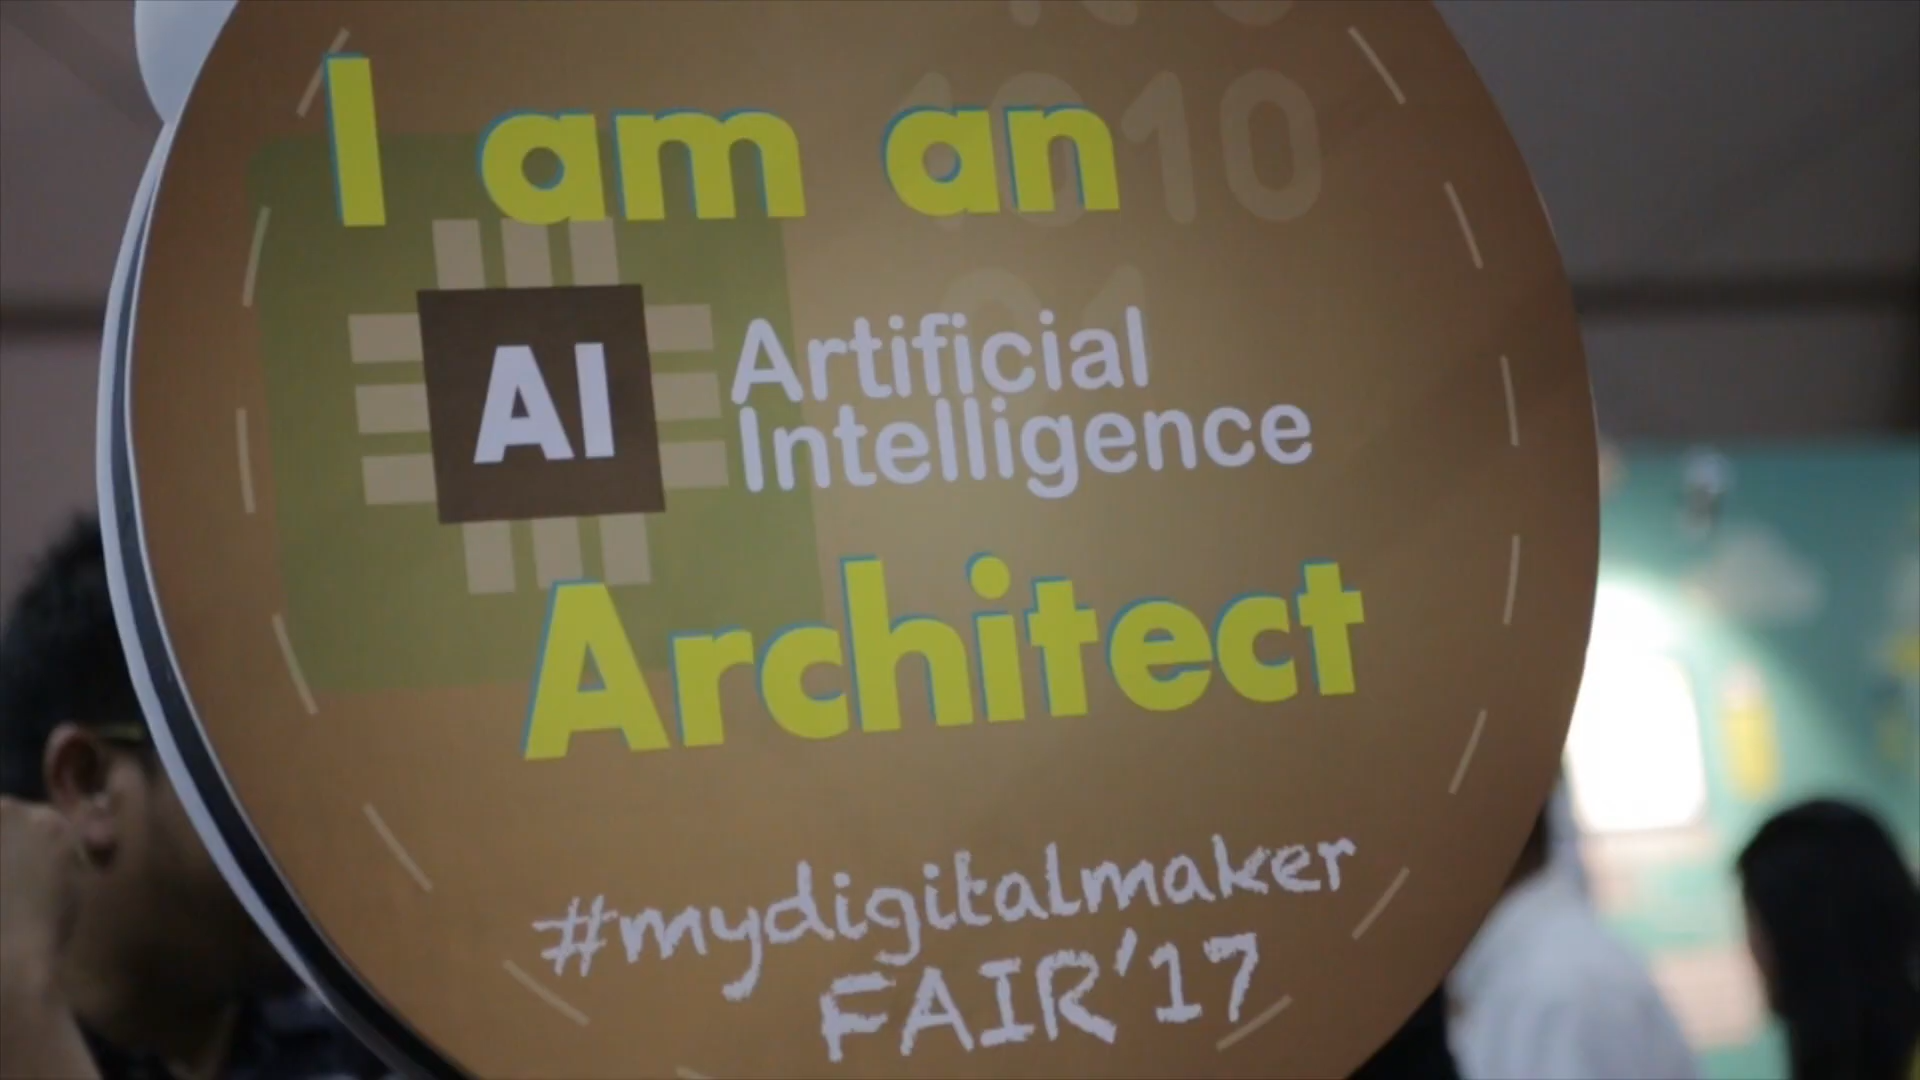 I am an
AI
Artificial
Intelligence
Architect
#mydigitalmaker
FAIR'17